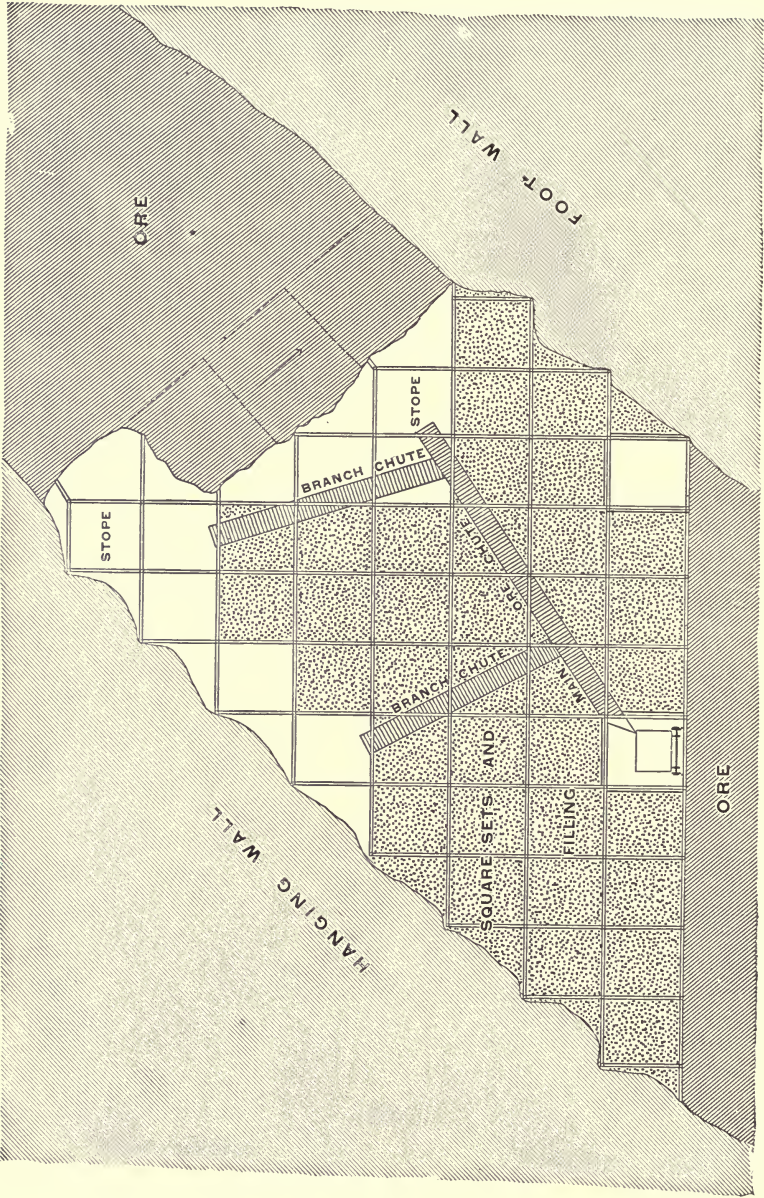 FOOT WALL
ORE
STOPE
BRANCH CHUTE
STOPE
MAIN ORE CHUTE
BRANCH CHUTE
SQUARE SETS AND
FILLING
ORE
HANGING WALL